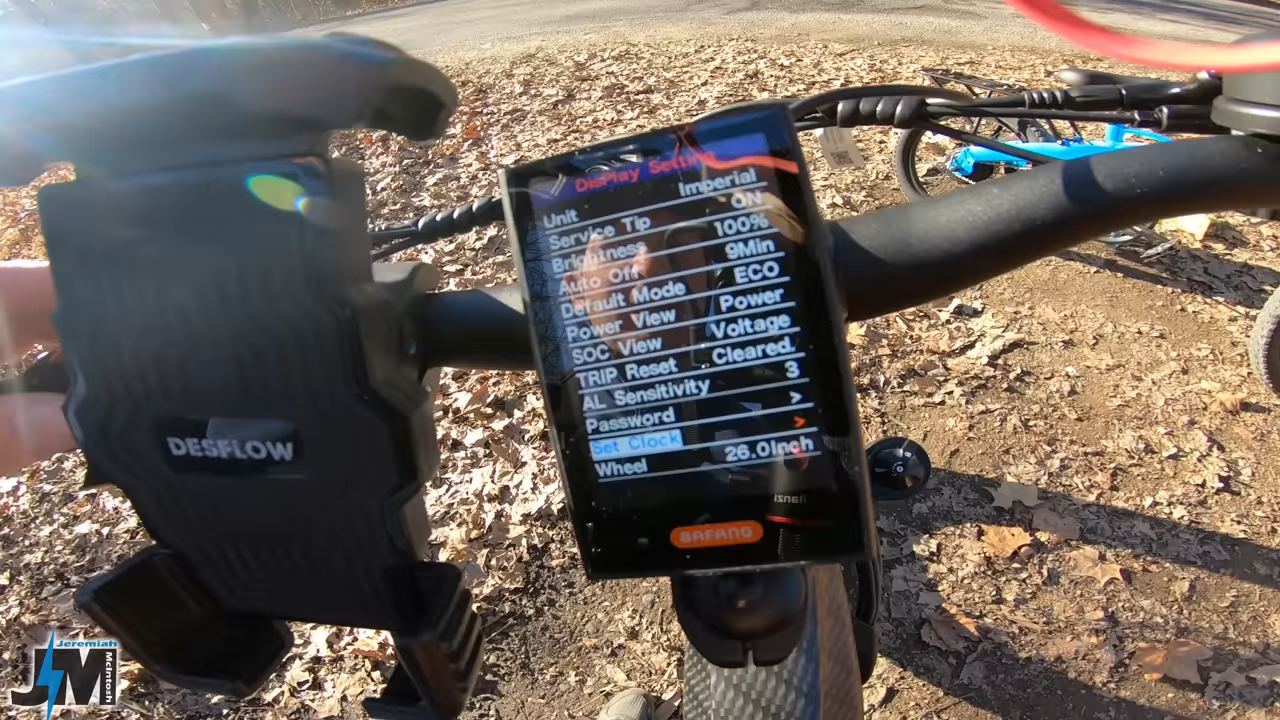 Display Setting
Unit Imperial
Service Tip ON
Brightness 100%
Auto Off 9Min
Default Mode ECO
Power View Power
SOC View Voltage
TRIP Reset Cleared.
AL Sensitivity 3
Password >
Set Clock >
Wheel 26.0Inch
BAFANG
DESFLOW
Jeremiah
McIntosh
JM